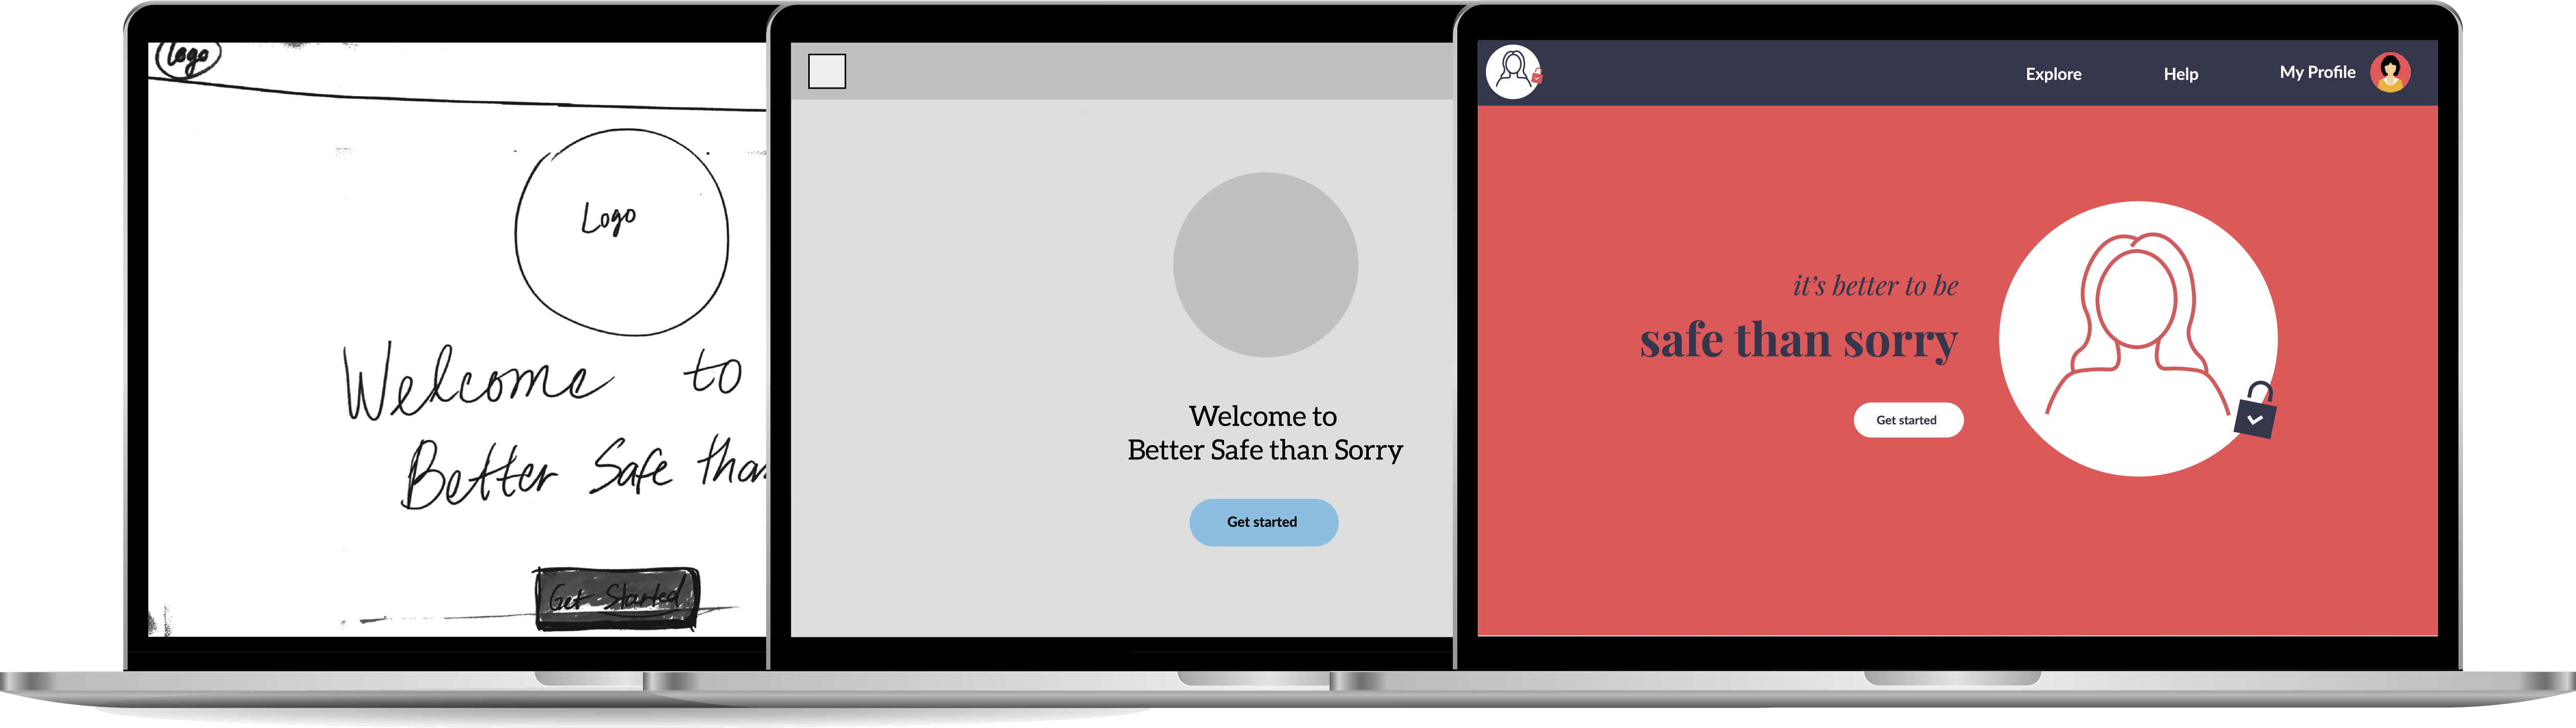 Logo
Logo
Welcome to
Better Safe than
Get Started
Welcome to
Better Safe than Sorry
Get started
Explore
Help
My Profile
it's better to be
safe than sorry
Get started